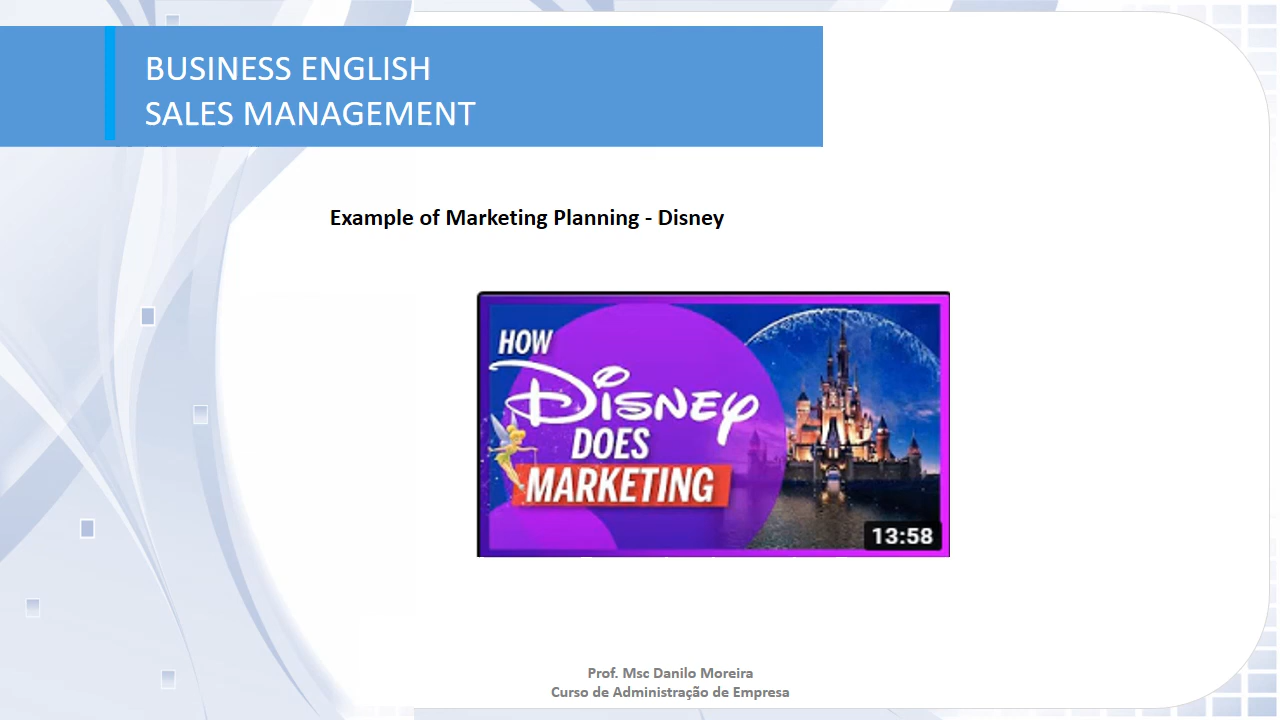 BUSINESS ENGLISH
SALES MANAGEMENT
Example of Marketing Planning - Disney
HOW
DISNEY
DOES
MARKETING
13:58
Prof. Msc Danilo Moreira
Curso de Administração de Empresa